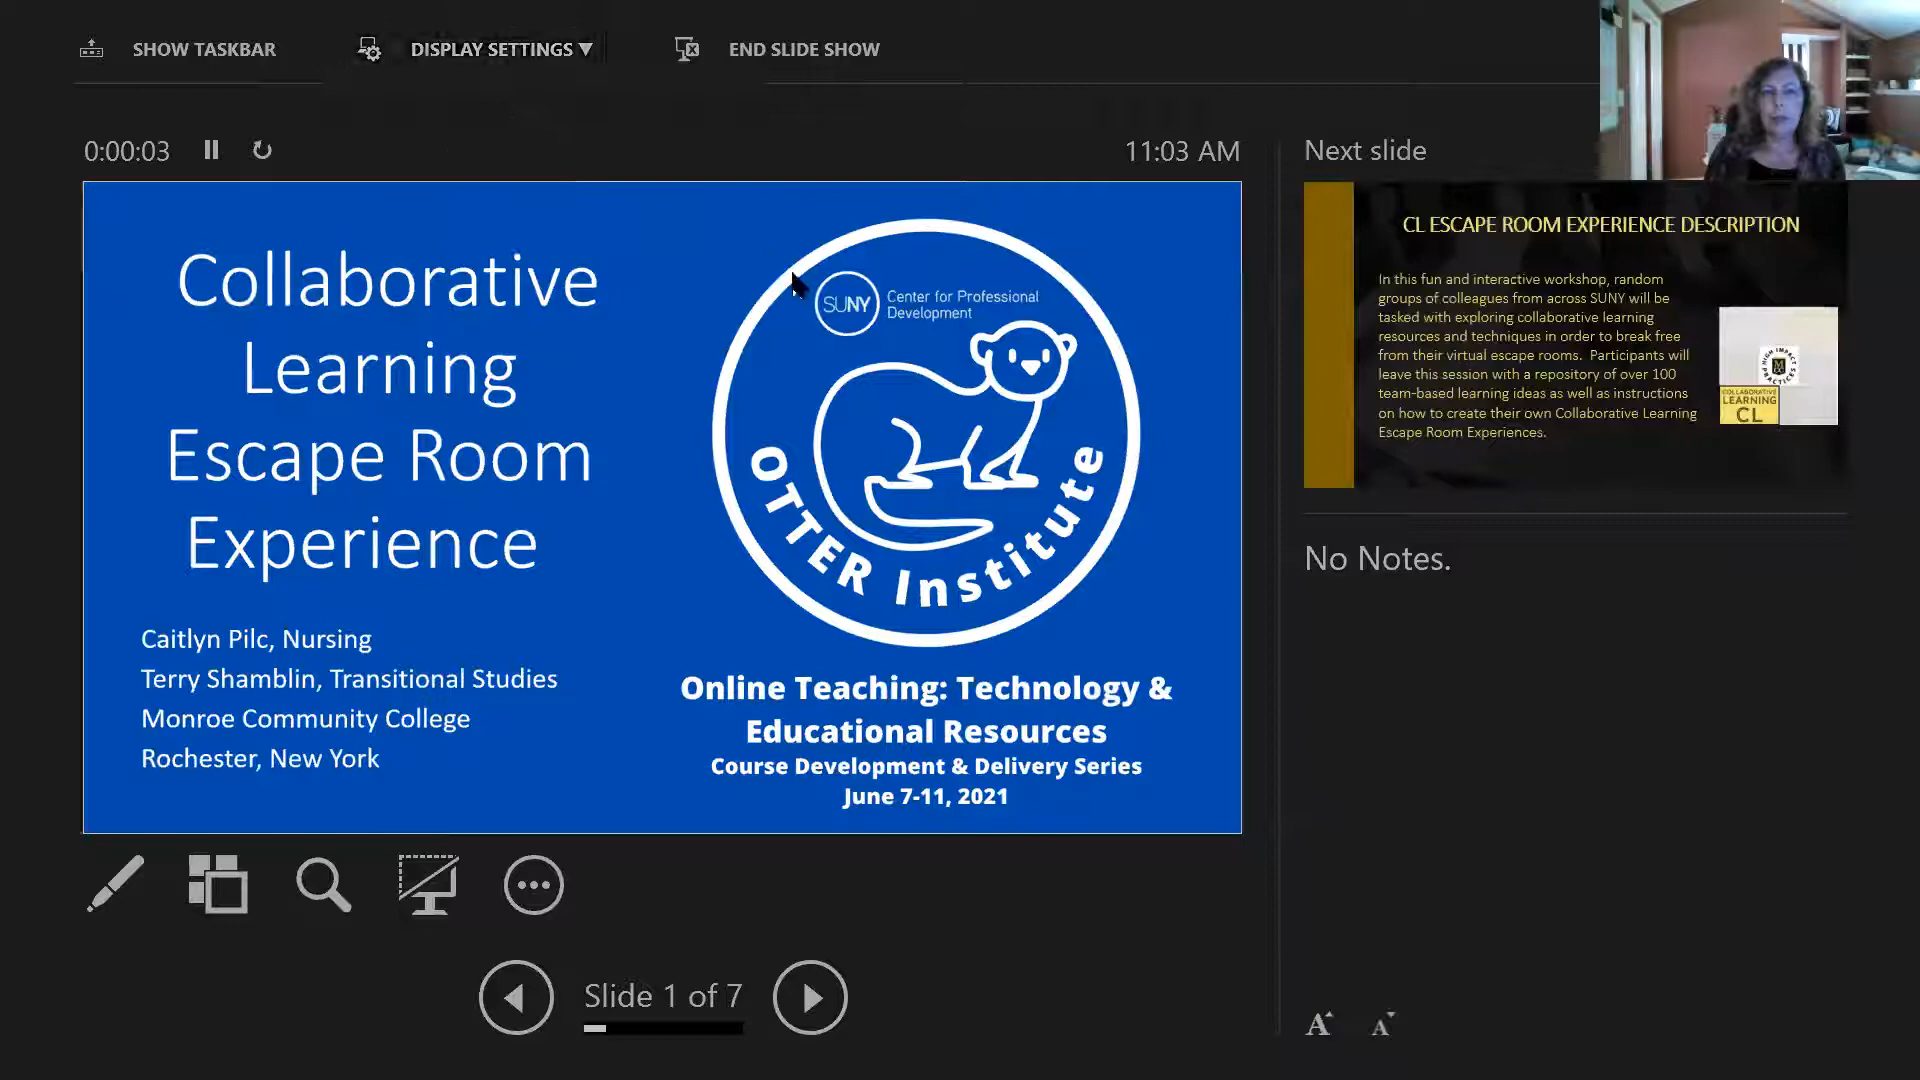 SHOW TASKBAR
DISPLAY SETTINGS ▼
END SLIDE SHOW
0:00:03
11:03 AM
Collaborative
Learning
Escape Room
Experience
Caitlyn Pilc, Nursing
Terry Shamblin, Transitional Studies
Monroe Community College
Rochester, New York
SUNY
Center for Professional
Development
OTTER Institute
Online Teaching: Technology &
Educational Resources
Course Development & Delivery Series
June 7-11, 2021
Slide 1 of 7
Next slide
CL ESCAPE ROOM EXPERIENCE DESCRIPTION
In this fun and interactive workshop, random
groups of colleagues from across SUNY will be
tasked with exploring collaborative learning
resources and techniques in order to break free
from their virtual escape rooms.  Participants will
leave this session with a repository of over 100
team-based learning ideas as well as instructions
on how to create their own Collaborative Learning
Escape Room Experiences.
HIGH IMPACT
PRACTICES
COLLABORATIVE
LEARNING
CL
No Notes.
A
A